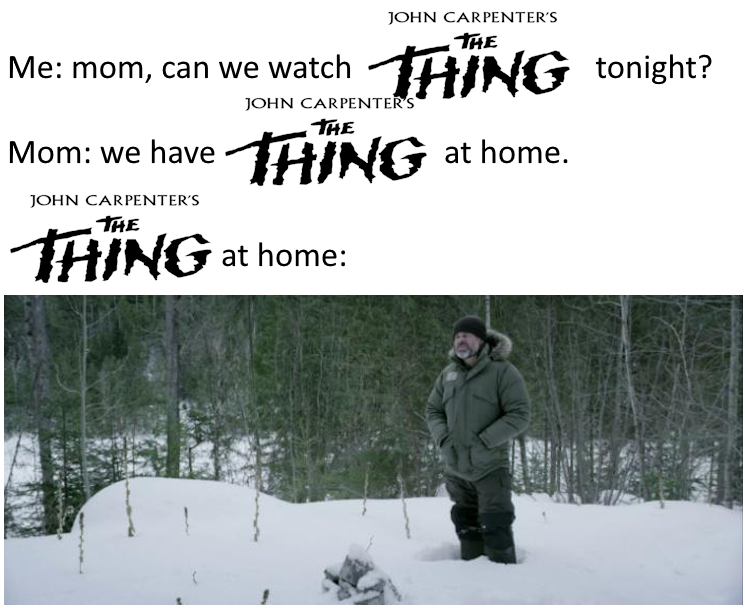 JOHN CARPENTER'S
Me: mom, can we watch THE THING tonight?
JOHN CARPENTER'S
Mom: we have THE THING at home.
JOHN CARPENTER'S
THE THING at home: